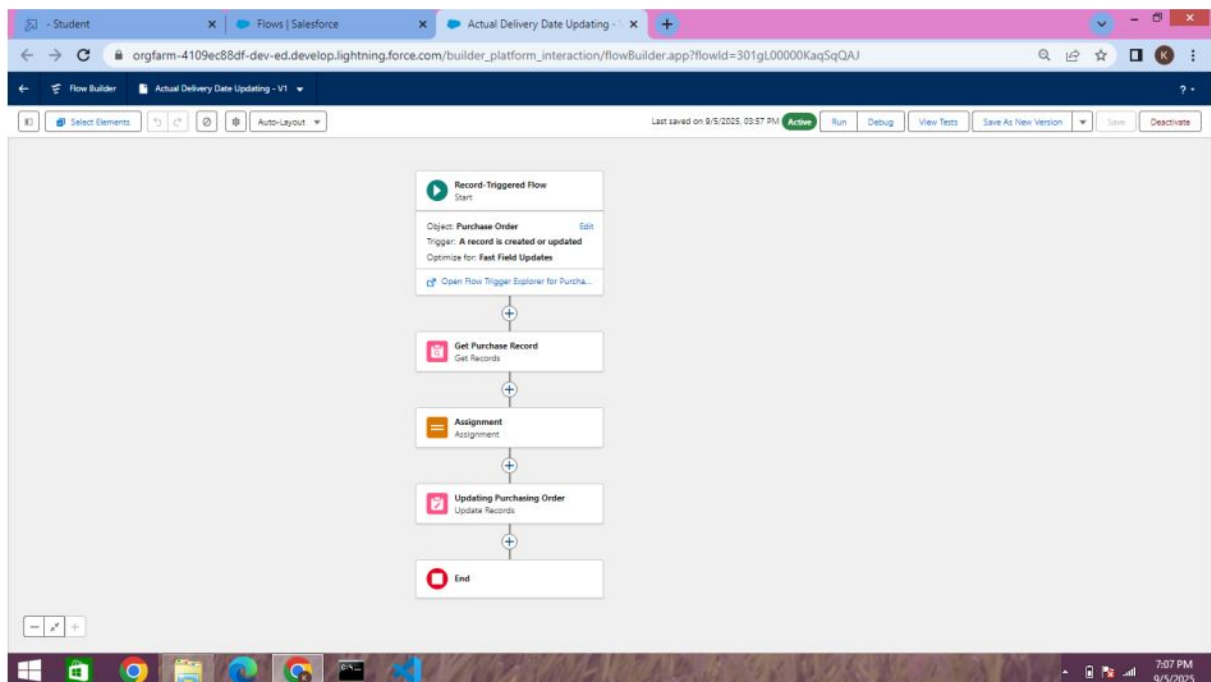 - Student
Flows | Salesforce
Actual Delivery Date Updating -
orgfarm-4109ec88df-dev-ed.develop.lightning.force.com/builder_platform_interaction/flowBuilder.app?flowId=301gL00000KaqSqQAJ
K
Flow Builder
Actual Delivery Date Updating - V1
?
Select Elements
Auto-Layout
Last saved on 9/5/2025, 03:57 PM
Active
Run
Debug
View Tests
Save As New Version
Save
Deactivate
Record-Triggered Flow
Start
Object: Purchase Order
Edit
Trigger: A record is created or updated
Optimize for: Fast Field Updates
Open Flow Trigger Explorer for Purcha...
Get Purchase Record
Get Records
Assignment
Assignment
Updating Purchasing Order
Update Records
End
7:07 PM
9/5/2025